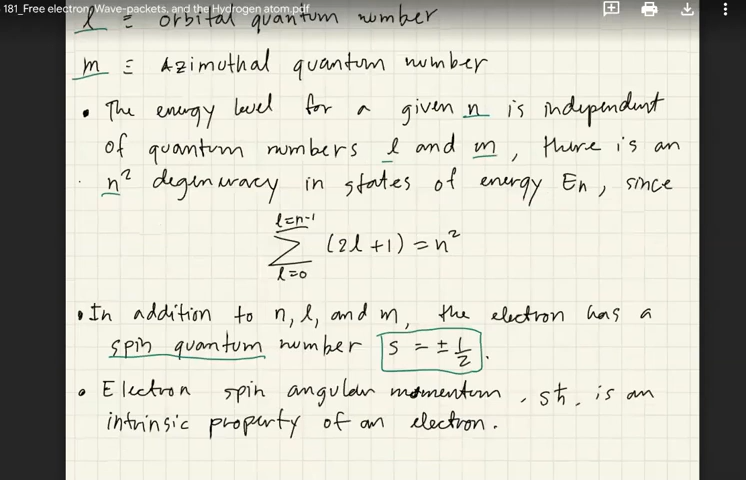 181_Free electron, Wave-packets, and the Hydrogen atom.pdf
l ≡ orbital quantum number
m ≡ Azimuthal quantum number
• The energy level for a given n is independent
of quantum numbers l and m, there is an
n² degeneracy in states of energy En, since
l=n-1
∑ (2l+1) = n²
l=0
• In addition to n, l, and m, the electron has a
spin quantum number s = ± 1/2.
• Electron spin angular momentum, sħ, is an
intrinsic property of an electron.